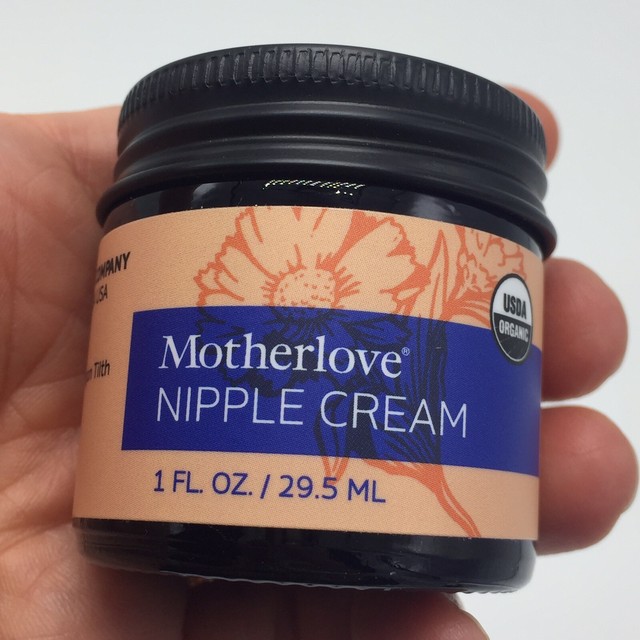 COMPANY
USA
Tilth
USDA
ORGANIC
Motherlove®
NIPPLE CREAM
1 FL. OZ. / 29.5 ML